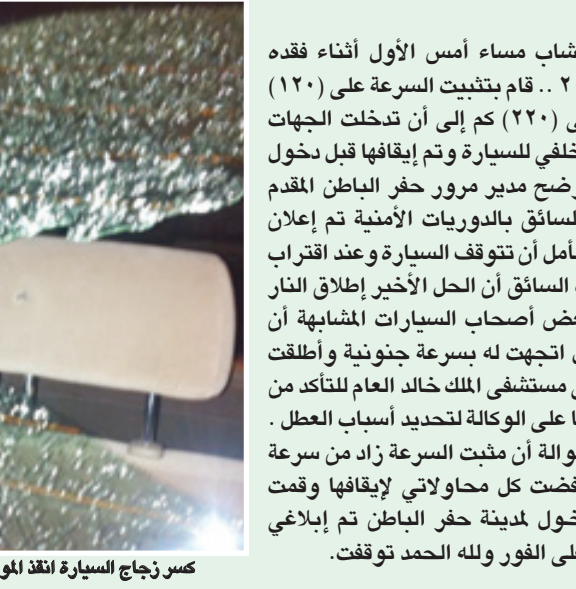 شاب مساء أمس الأول أثناء فقده
٢ .. قام بتثبيت السرعة على (١٢٠)
(٢٢٠) كم إلى أن تدخلت الجهات
خلفي للسيارة وتم إيقافها قبل دخول
ضح مدير مرور حفر الباطن المقدم
لسائق بالدوريات الأمنية تم إعلان
أمل أن تتوقف السيارة وعند اقتراب
السائق أن الحل الأخير إطلاق النار
عض أصحاب السيارات المشابهة أن
اتجهت له بسرعة جنونية وأطلقت
مستشفى الملك خالد العام للتأكد من
ا على الوكالة لتحديد أسباب العطل .
والة أن مثبت السرعة زاد من سرعة
فضت كل محاولاتي لإيقافها وقمت
خول لمدينة حفر الباطن تم إبلاغي
على الفور ولله الحمد توقفت.
كسر زجاج السيارة انقذ المو